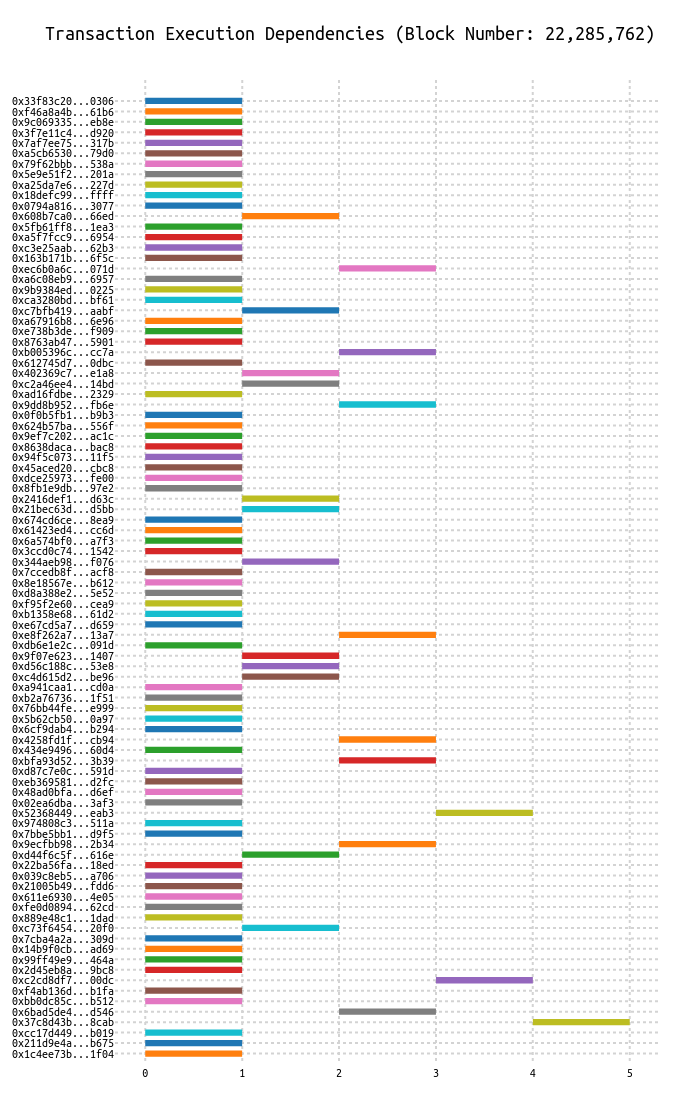 Transaction Execution Dependencies (Block Number: 22,285,762)
0x33f83c20...0306
0xf46a8a4b...61b6
0x9c069335...eb8e
0x3f7e11c4...d920
0x7af7ee75...317b
0xa5cb6530...79d0
0x79f62bbb...538a
0x5e9e51f2...201a
0xa25da7e6...227d
0x18defc99...ffff
0x0794a816...3077
0x608b7ca0...66ed
0x5fb61ff8...1ea3
0xa5f7fcc9...6954
0xc3e25aab...62b3
0x163b171b...6f5c
0xec6b0a6c...071d
0xa6c08eb9...6957
0x9b9384ed...0225
0xca3280bd...bf61
0xc7bfb419...aabf
0xa67916b8...6e96
0xe738b3de...f909
0x8763ab47...5901
0xb005396c...cc7a
0x612745d7...0dbc
0x402369c7...e1a8
0xc2a46ee4...14bd
0xad16fdbe...2329
0x9dd8b952...fb6e
0x0f0b5fb1...b9b3
0x624b57ba...556f
0x9ef7c202...ac1c
0x8638daca...bac8
0x94f5c073...11f5
0x45aced20...cbc8
0xdce25973...fe00
0x8fb1e9db...97e2
0x2416def1...d63c
0x21bec63d...d5bb
0x674cd6ce...8ea9
0x61423ed4...cc6d
0x6a574bf0...a7f3
0x3ccd0c74...1542
0x344aeb98...f076
0x7ccedb8f...acf8
0x8e18567e...b612
0xd8a388e2...5e52
0xf95f2e60...cea9
0xb1358e68...61d2
0xe67cd5a7...d659
0xe8f262a7...13a7
0xdb6e1e2c...091d
0x9f07e623...1407
0xd56c188c...53e8
0xc4d615d2...be96
0xa941caa1...cd0a
0xb2a76736...1f51
0x76bb44fe...e999
0x5b62cb50...0a97
0x6cf9dab4...b294
0x4258fd1f...cb94
0x434e9496...60d4
0xbfa93d52...3b39
0xd87c7e0c...591d
0xeb369581...d2fc
0x48ad0bfa...d6ef
0x02ea6dba...3af3
0x52368449...eab3
0x974808c3...511a
0x7bbe5bb1...d9f5
0x9ecfbb98...2b34
0xd44f6c5f...616e
0x22ba56fa...18ed
0x039c8eb5...a706
0x21005b49...fdd6
0x611e6930...4e05
0xfe0d0894...62cd
0x889e48c1...1dad
0xc73f6454...20f0
0x7cba4a2a...309d
0x14b9f0cb...ad69
0x99ff49e9...464a
0x2d45eb8a...9bc8
0xc2cd8df7...00dc
0xf4ab136d...b1fa
0xbb0dc85c...b512
0x6bad5de4...d546
0x37c8d43b...8cab
0xcc17d449...b019
0x211d9e4a...b675
0x1c4ee73b...1f04
0 1 2 3 4 5